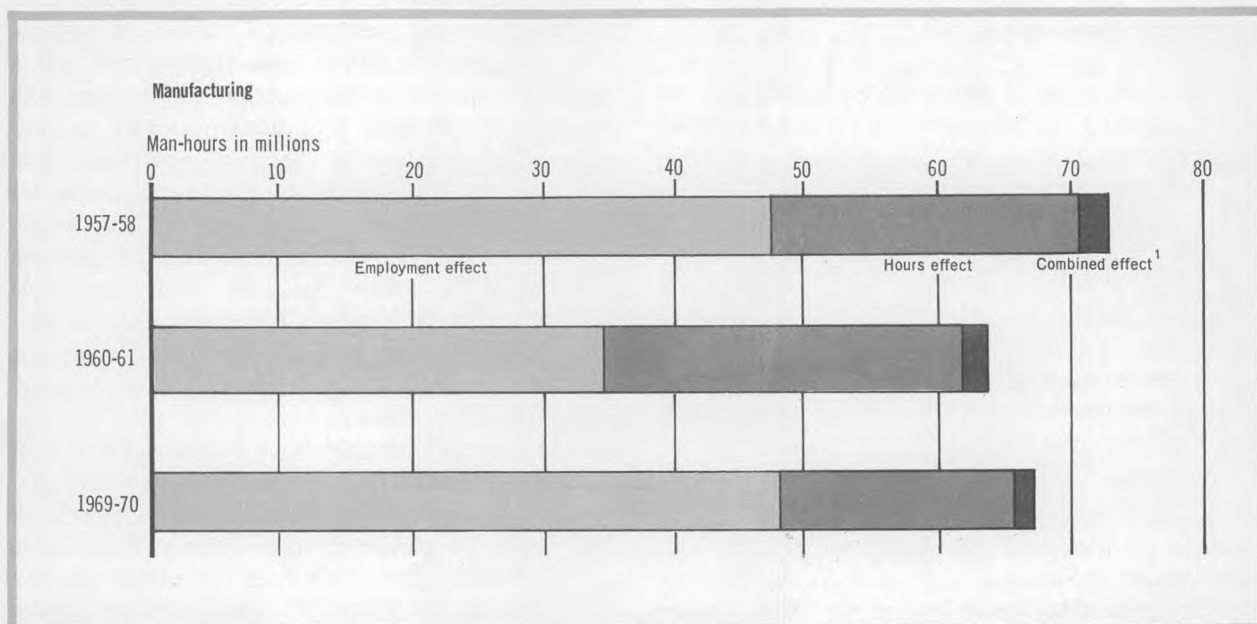 Manufacturing
Man-hours in millions
0 10 20 30 40 50 60 70 80
1957-58
Employment effect Hours effect Combined effect¹
1960-61
1969-70